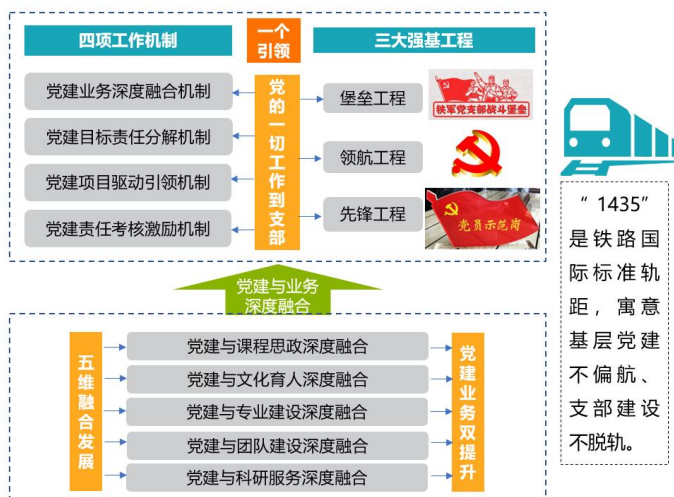 四项工作机制
一个
引领
三大强基工程
党建业务深度融合机制
党建目标责任分解机制
党建项目驱动引领机制
党建责任考核激励机制
党的一切工作到支部
堡垒工程
领航工程
先锋工程
铁军党支部战斗堡垒
党员示范岗
党建与业务
深度融合
五维融合发展
党建与课程思政深度融合
党建与文化育人深度融合
党建与专业建设深度融合
党建与团队建设深度融合
党建与科研服务深度融合
党建业务双提升
“1435”
是铁路国
际标准轨
距，寓意
基层党建
不偏航、
支部建设
不脱轨。